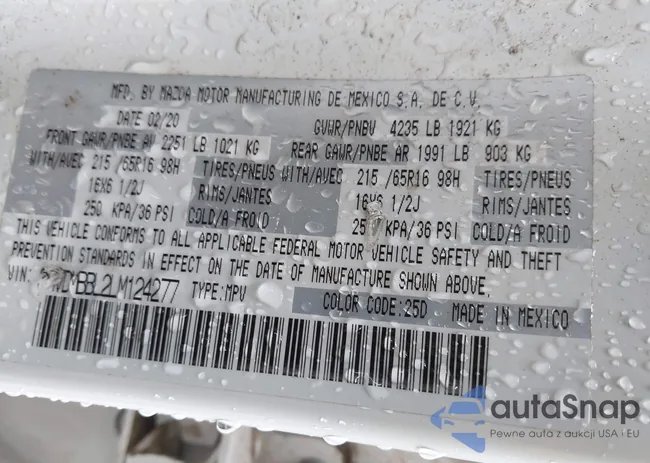 MFD. BY MAZDA MOTOR MANUFACTURING DE MEXICO S.A. DE C.V.
DATE 02/20 GVWR/PNBV 4235 LB 1921 KG
FRONT GAWR/PNBE AV 2251 LB 1021 KG REAR GAWR/PNBE AR 1991 LB 903 KG
WITH/AVEC 215/65R16 98H TIRES/PNEUS WITH/AVEC 215/65R16 98H TIRES/PNEUS
16X6 1/2J RIMS/JANTES 16X6 1/2J RIMS/JANTES
250 KPA/36 PSI COLD/A FROID KPA/36 PSI COLD/A FROID
THIS VEHICLE CONFORMS TO ALL APPLICABLE FEDERAL MOTOR VEHICLE SAFETY AND THEFT
PREVENTION STANDARDS IN EFFECT ON THE DATE OF MANUFACTURE SHOWN ABOVE.
VIN: TYPE:MPV COLOR CODE:25D MADE IN MEXICO
autaSnap
Pewne auta z aukcji USA i EU